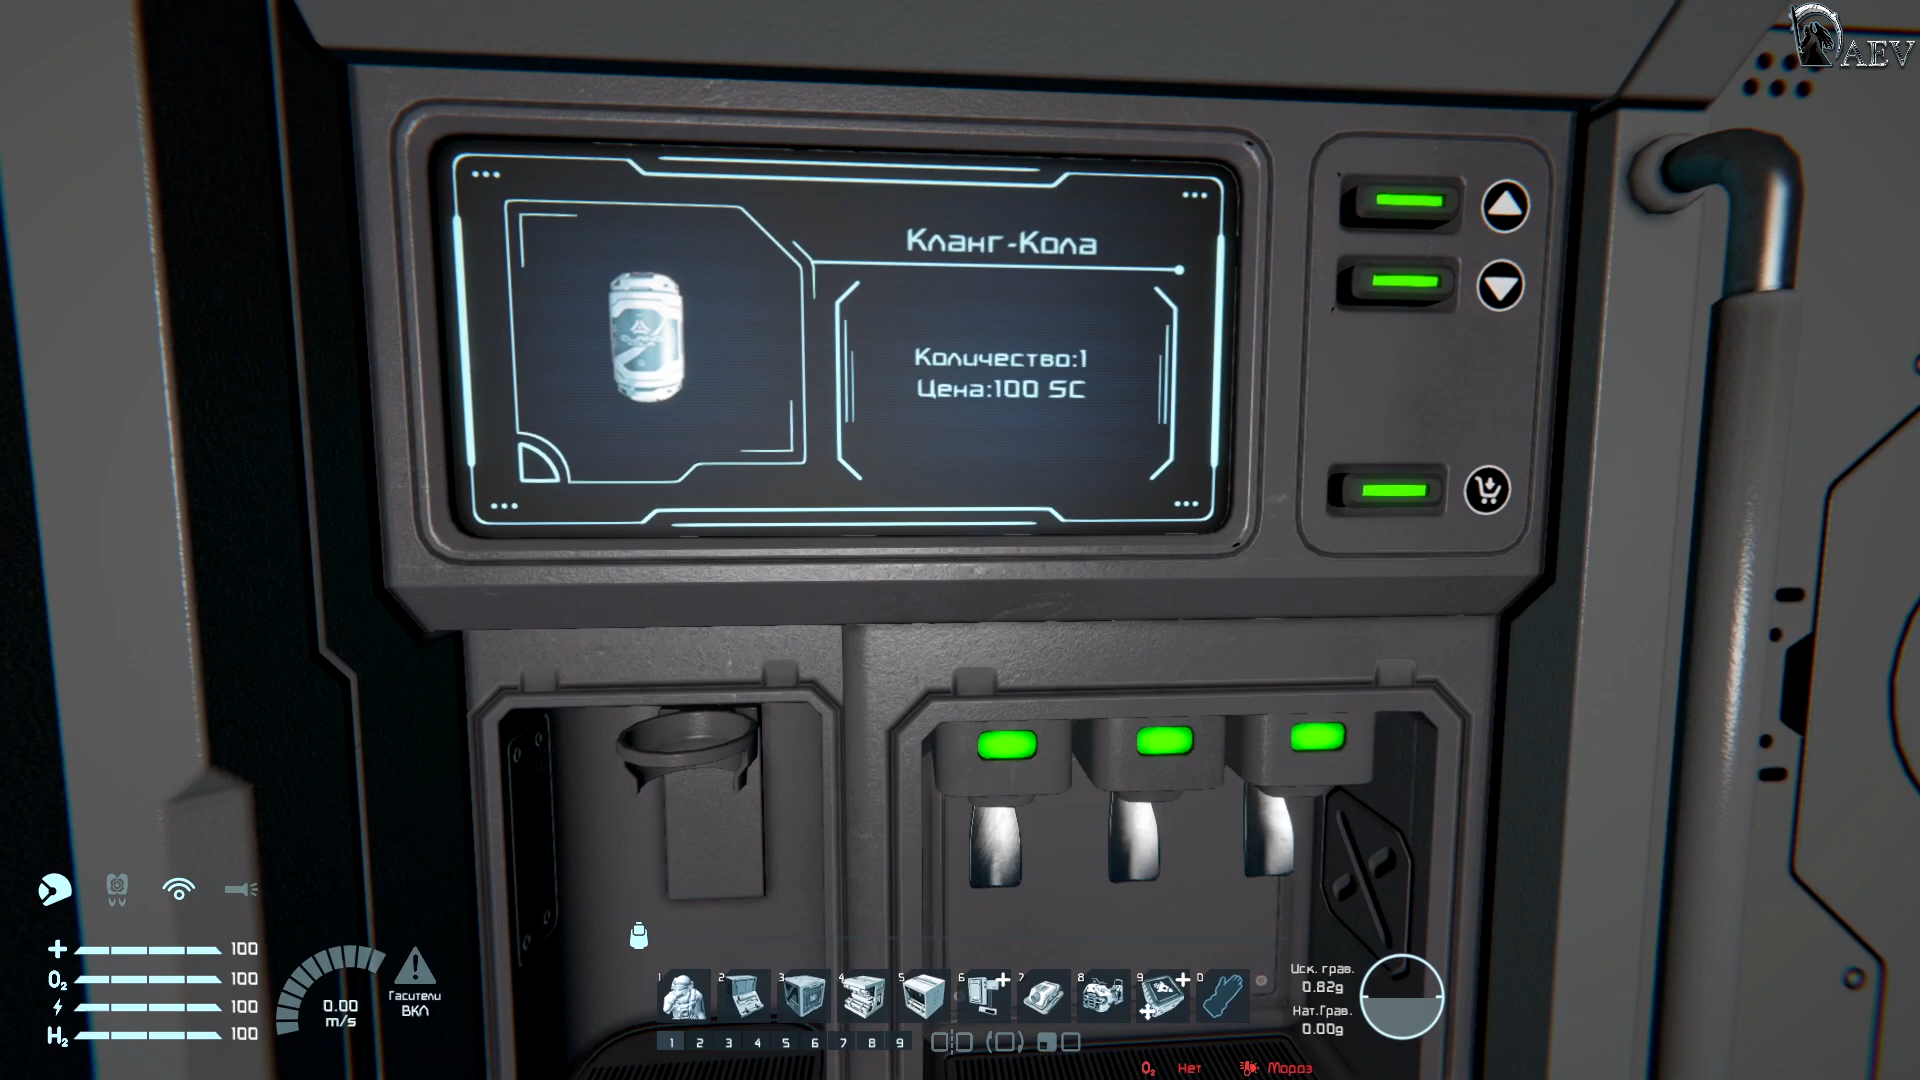 AEV
Кланг-Кола
Количество:1
Цена:100 SC
100
O₂ 100
100
H₂ 100
0.00
m/s
Гасители
ВКЛ
1 2 3 4 5 6 7 8 9 0
1 2 3 4 5 6 7 8 9
Иск. грав.
0.82g
Нат.Грав.
0.00g
O₂ Нет Мороз